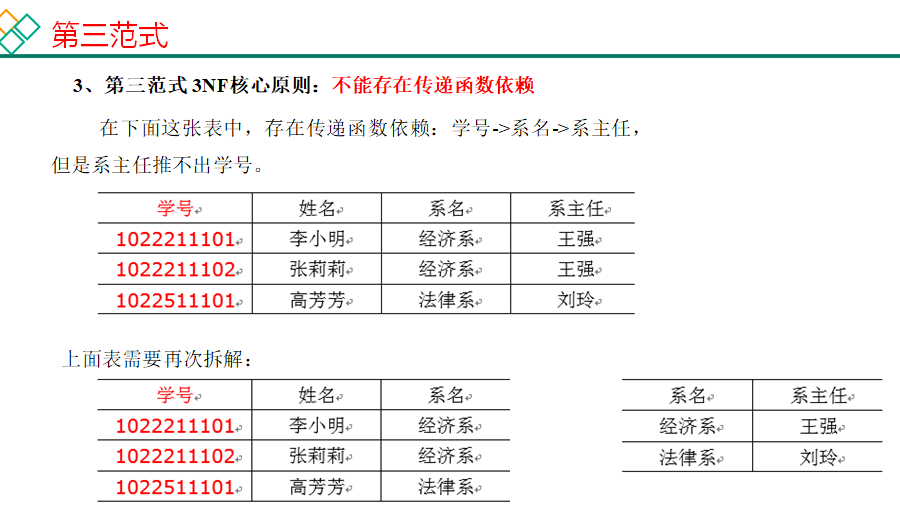 第三范式
3、第三范式 3NF核心原则：不能存在传递函数依赖
在下面这张表中，存在传递函数依赖：学号->系名->系主任，
但是系主任推不出学号。
学号 姓名 系名 系主任
1022211101 李小明 经济系 王强
1022211102 张莉莉 经济系 王强
1022511101 高芳芳 法律系 刘玲
上面表需要再次拆解：
学号 姓名 系名
1022211101 李小明 经济系
1022211102 张莉莉 经济系
1022511101 高芳芳 法律系
系名 系主任
经济系 王强
法律系 刘玲